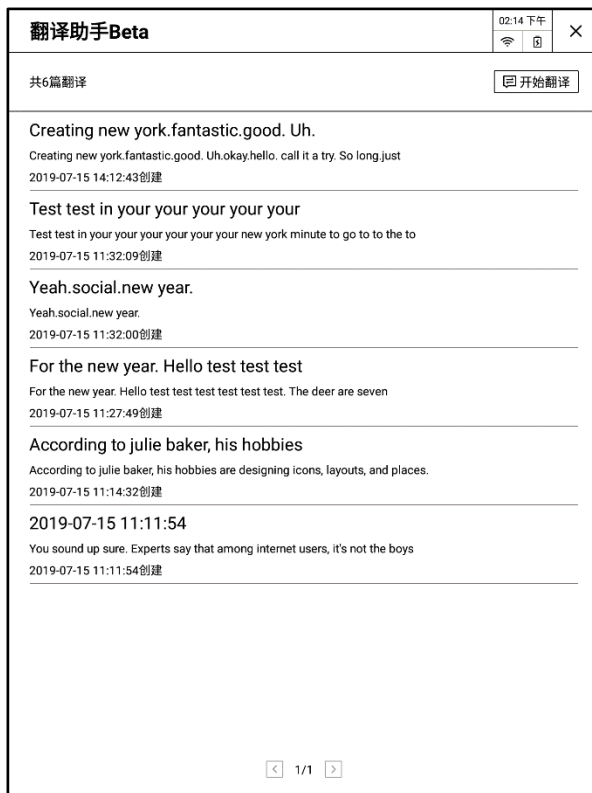 翻译助手Beta
02:14 下午
共6篇翻译
开始翻译
Creating new york.fantastic.good. Uh.
Creating new york.fantastic.good. Uh.okay.hello. call it a try. So long.just
2019-07-15 14:12:43创建
Test test in your your your your your
Test test in your your your your your your new york minute to go to to the to
2019-07-15 11:32:09创建
Yeah.social.new year.
Yeah.social.new year.
2019-07-15 11:32:00创建
For the new year. Hello test test test
For the new year. Hello test test test test test test. The deer are seven
2019-07-15 11:27:49创建
According to julie baker, his hobbies
According to julie baker, his hobbies are designing icons, layouts, and places.
2019-07-15 11:14:32创建
2019-07-15 11:11:54
You sound up sure. Experts say that among internet users, it's not the boys
2019-07-15 11:11:54创建
1/1